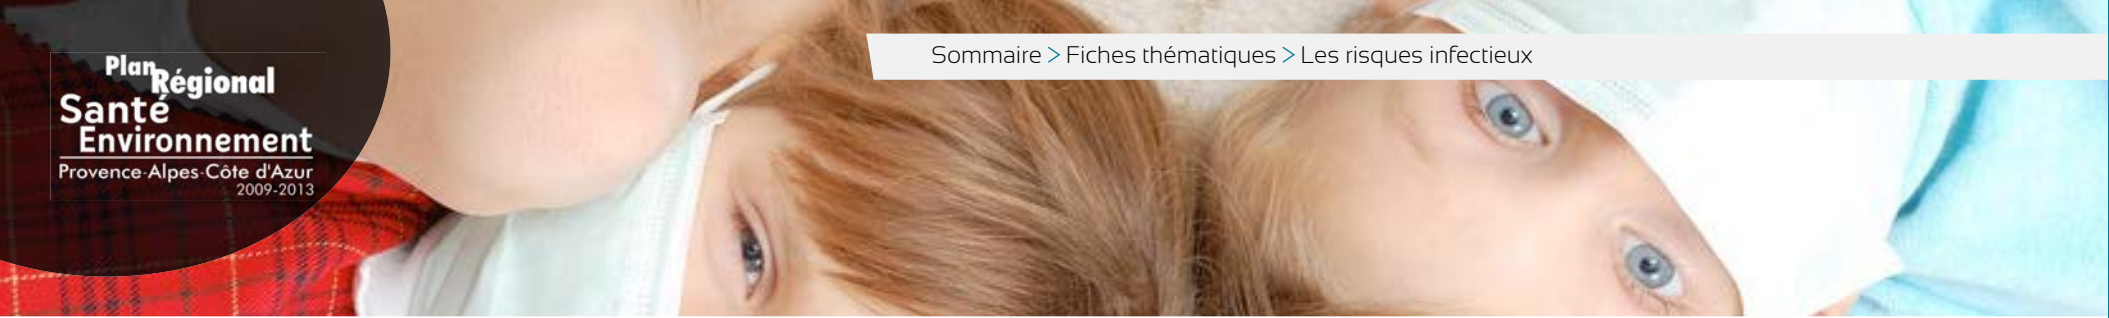 Plan
Régional
Santé
Environnement
Provence-Alpes-Côte d'Azur
2009-2013
Sommaire > Fiches thématiques > Les risques infectieux